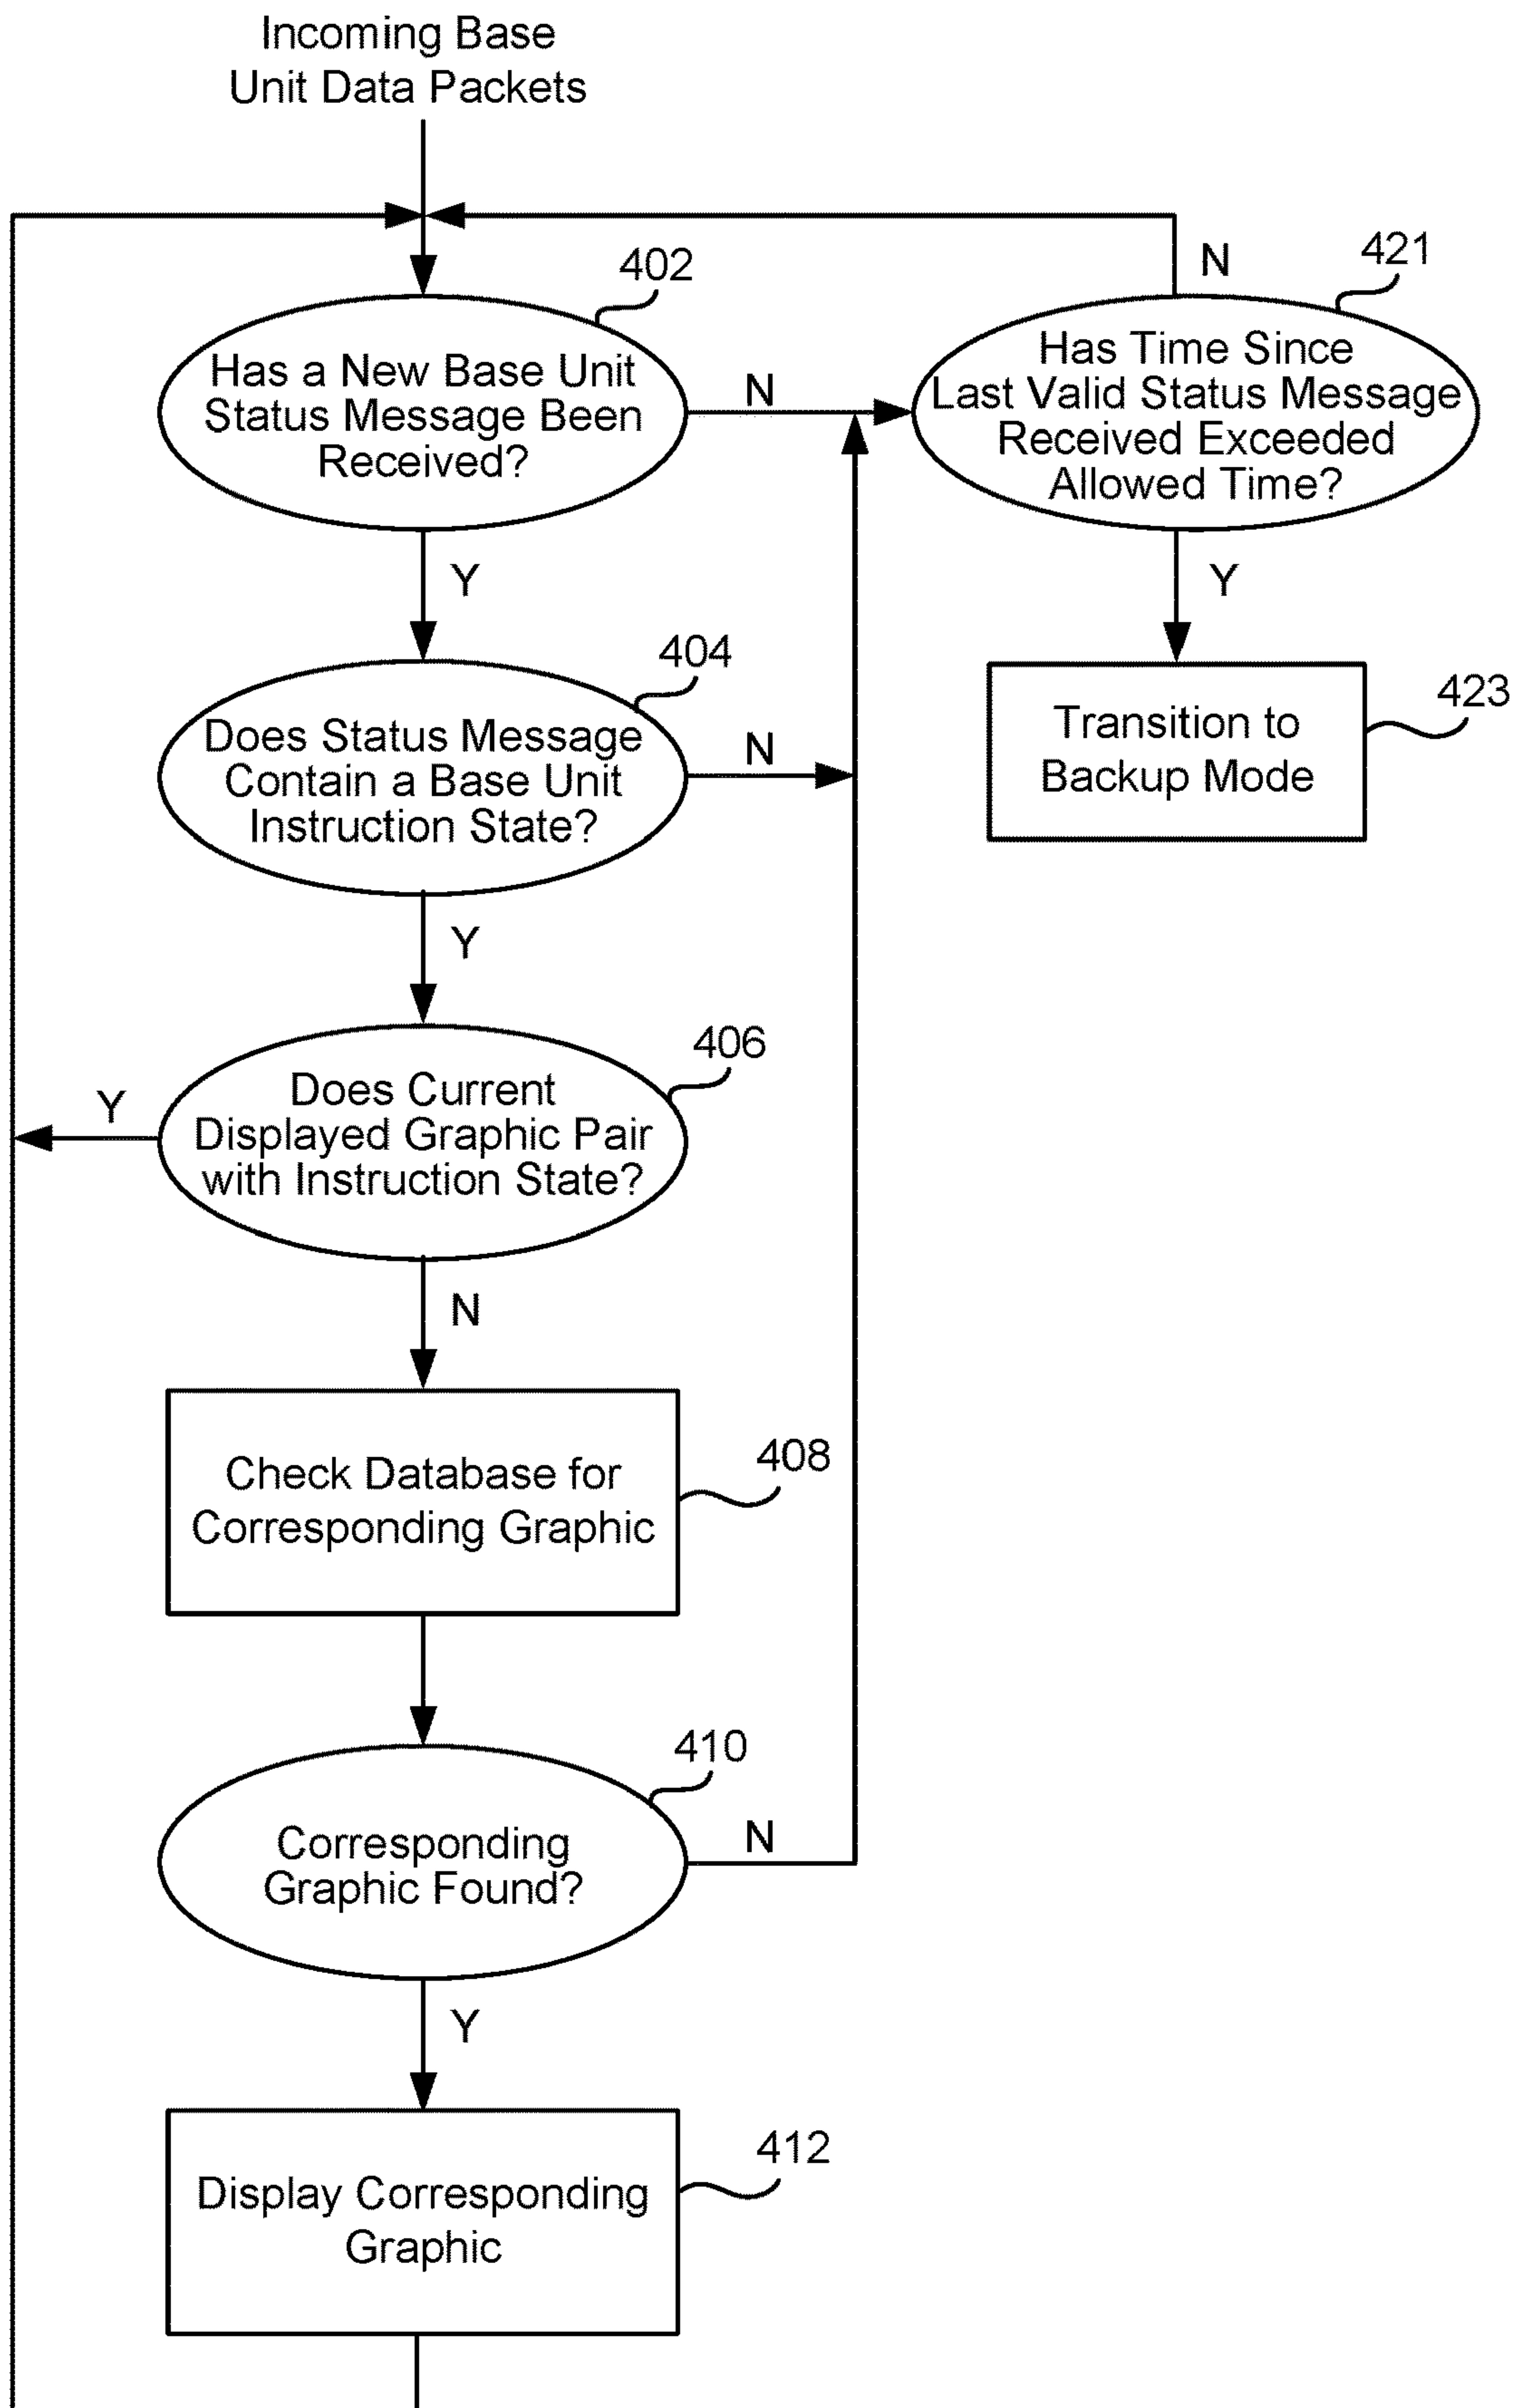 Incoming Base
Unit Data Packets
402
Has a New Base Unit
Status Message Been
Received?
N
N
421
Has Time Since
Last Valid Status Message
Received Exceeded
Allowed Time?
Y
Y
404
Does Status Message
Contain a Base Unit
Instruction State?
N
423
Transition to
Backup Mode
Y
406
Does Current
Displayed Graphic Pair
with Instruction State?
Y
N
408
Check Database for
Corresponding Graphic
410
Corresponding
Graphic Found?
N
Y
412
Display Corresponding
Graphic